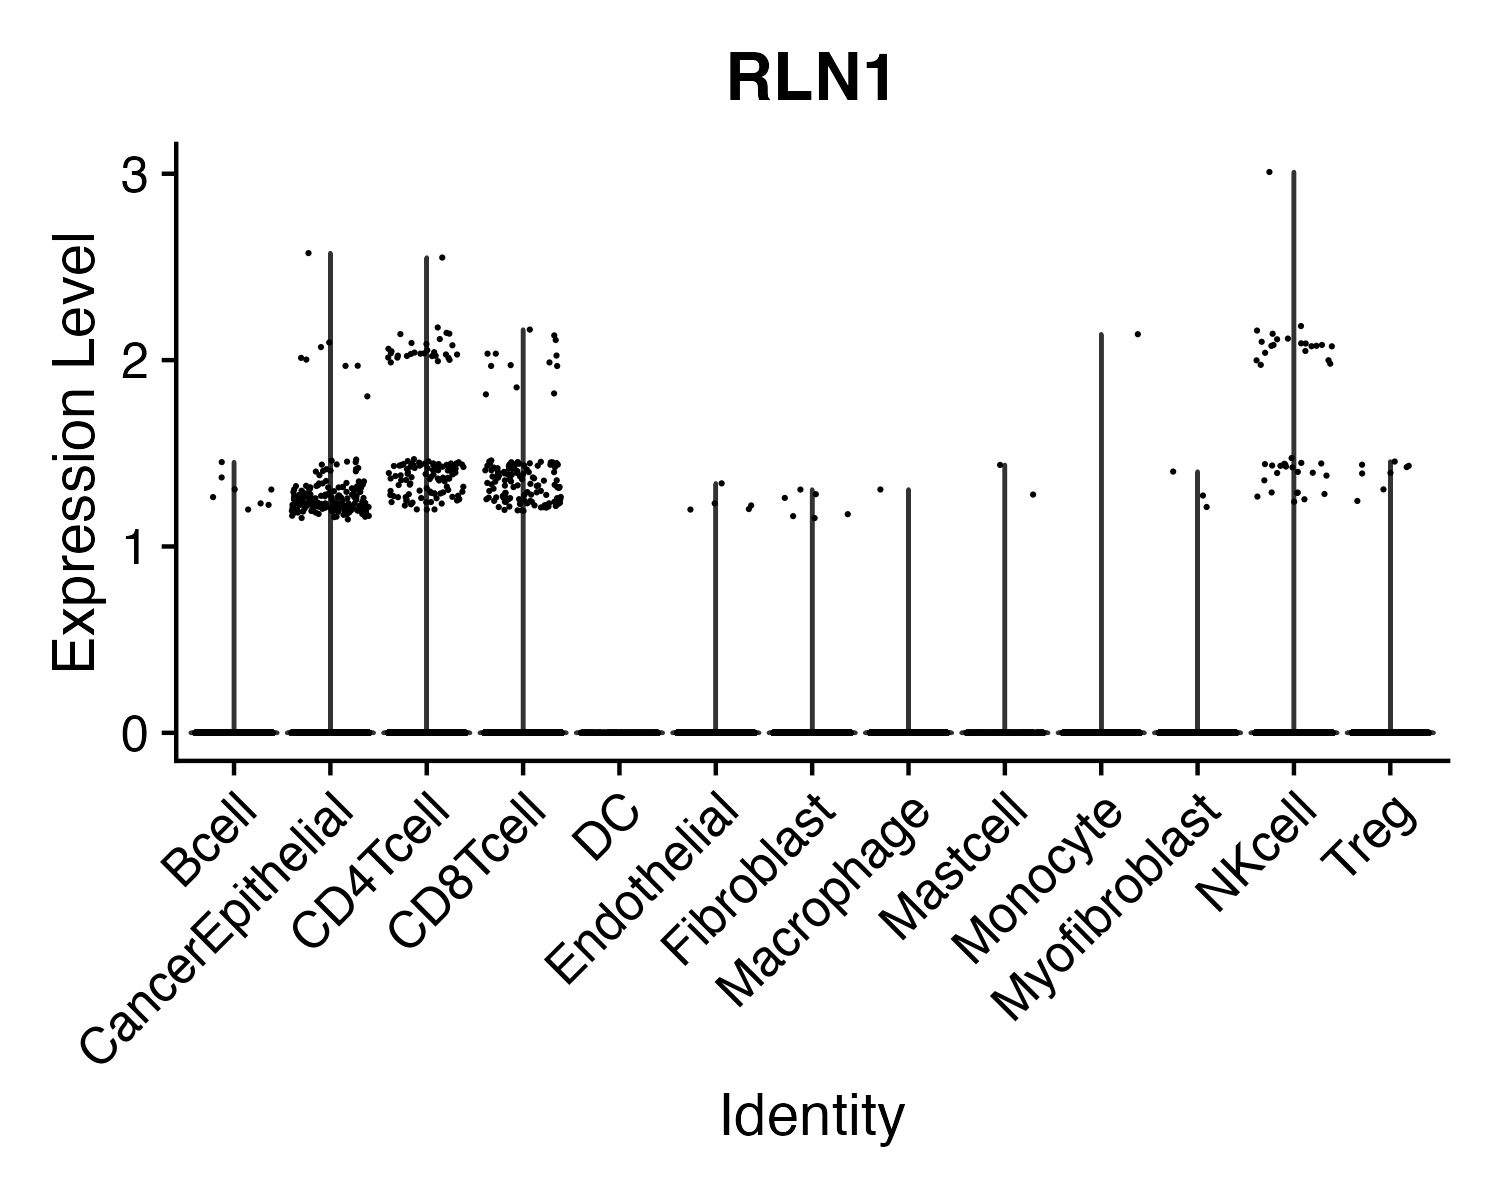 RLN1
Expression Level
3
2
1
0
Bcell
CancerEpithelial
CD4Tcell
CD8Tcell
DC
Endothelial
Fibroblast
Macrophage
Mastcell
Monocyte
Myofibroblast
NKcell
Treg
Identity